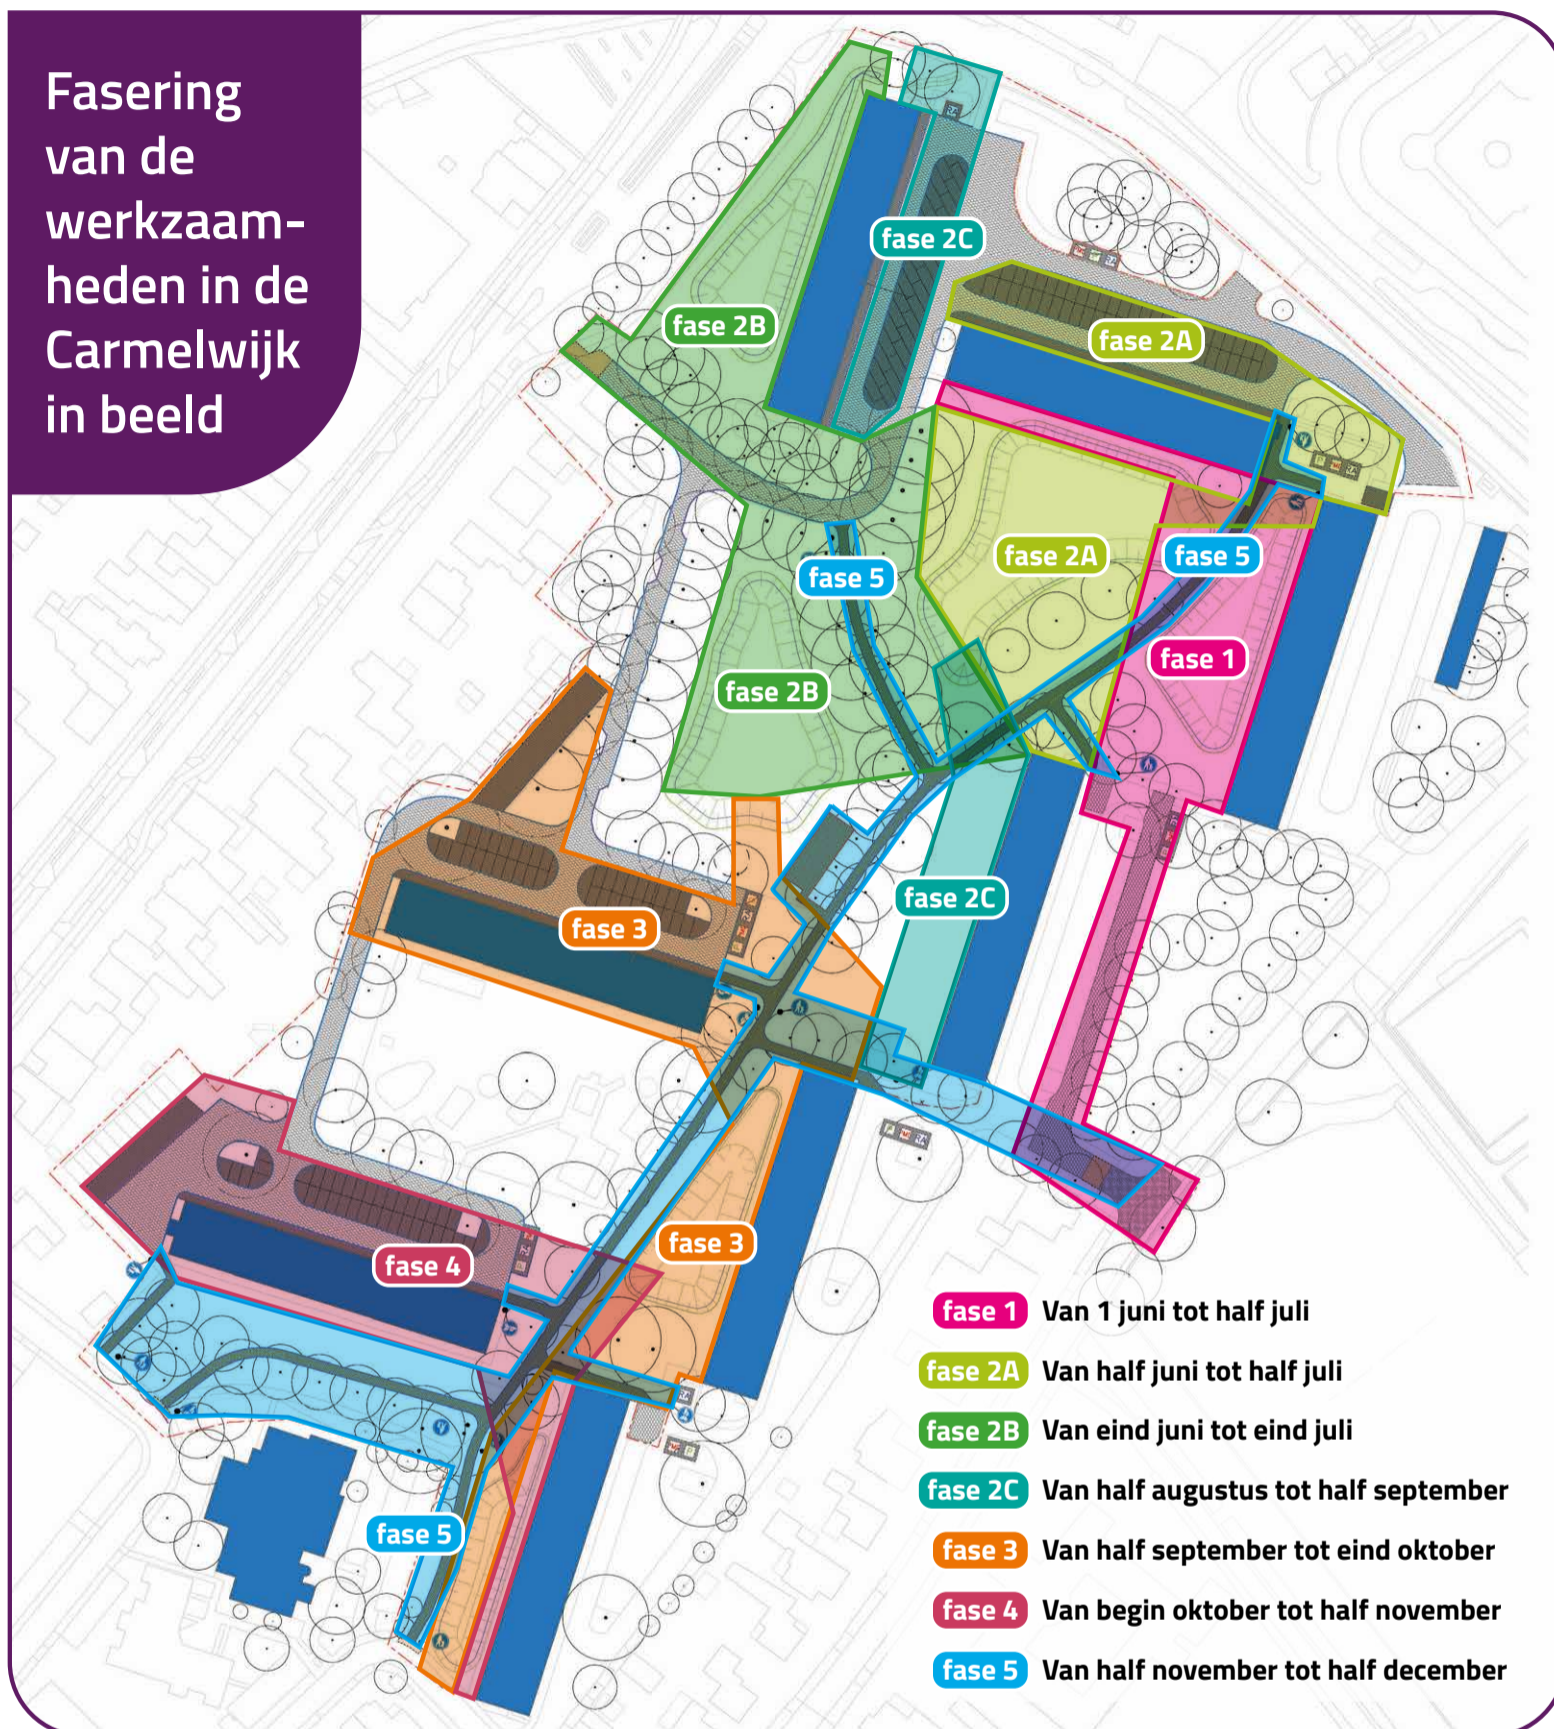 Fasering
van de
werkzaam-
heden in de
Carmelwijk
in beeld
fase 2C
fase 2B
fase 2A
fase 2A
fase 5
fase 5
fase 1
fase 2B
fase 2C
fase 3
fase 3
fase 4
fase 5
fase 1 Van 1 juni tot half juli
fase 2A Van half juni tot half juli
fase 2B Van eind juni tot eind juli
fase 2C Van half augustus tot half september
fase 3 Van half september tot eind oktober
fase 4 Van begin oktober tot half november
fase 5 Van half november tot half december